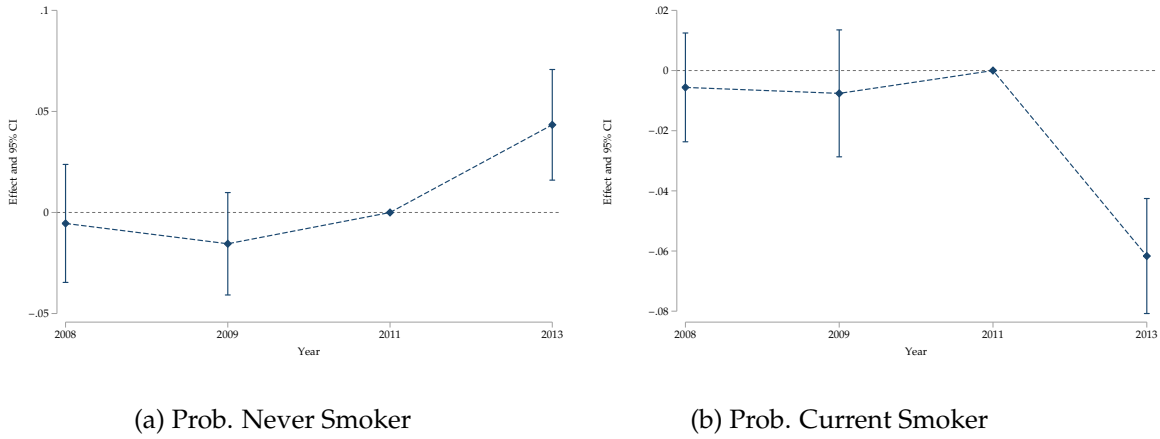 .1
.05
0
−.05
Effect and 95% CI
2008 2009 2011 2013
Year
(a) Prob. Never Smoker
.02
0
−.02
−.04
−.06
−.08
Effect and 95% CI
2008 2009 2011 2013
Year
(b) Prob. Current Smoker